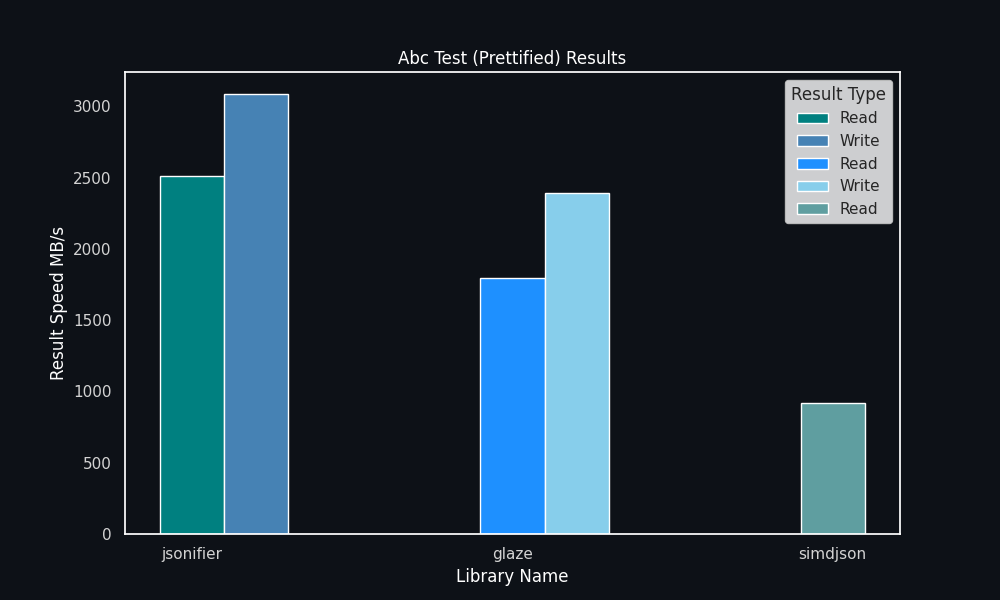 Abc Test (Prettified) Results
Result Type
Read
Write
Read
Write
Read
3000
2500
2000
1500
1000
500
0
Result Speed MB/s
jsonifier glaze simdjson
Library Name